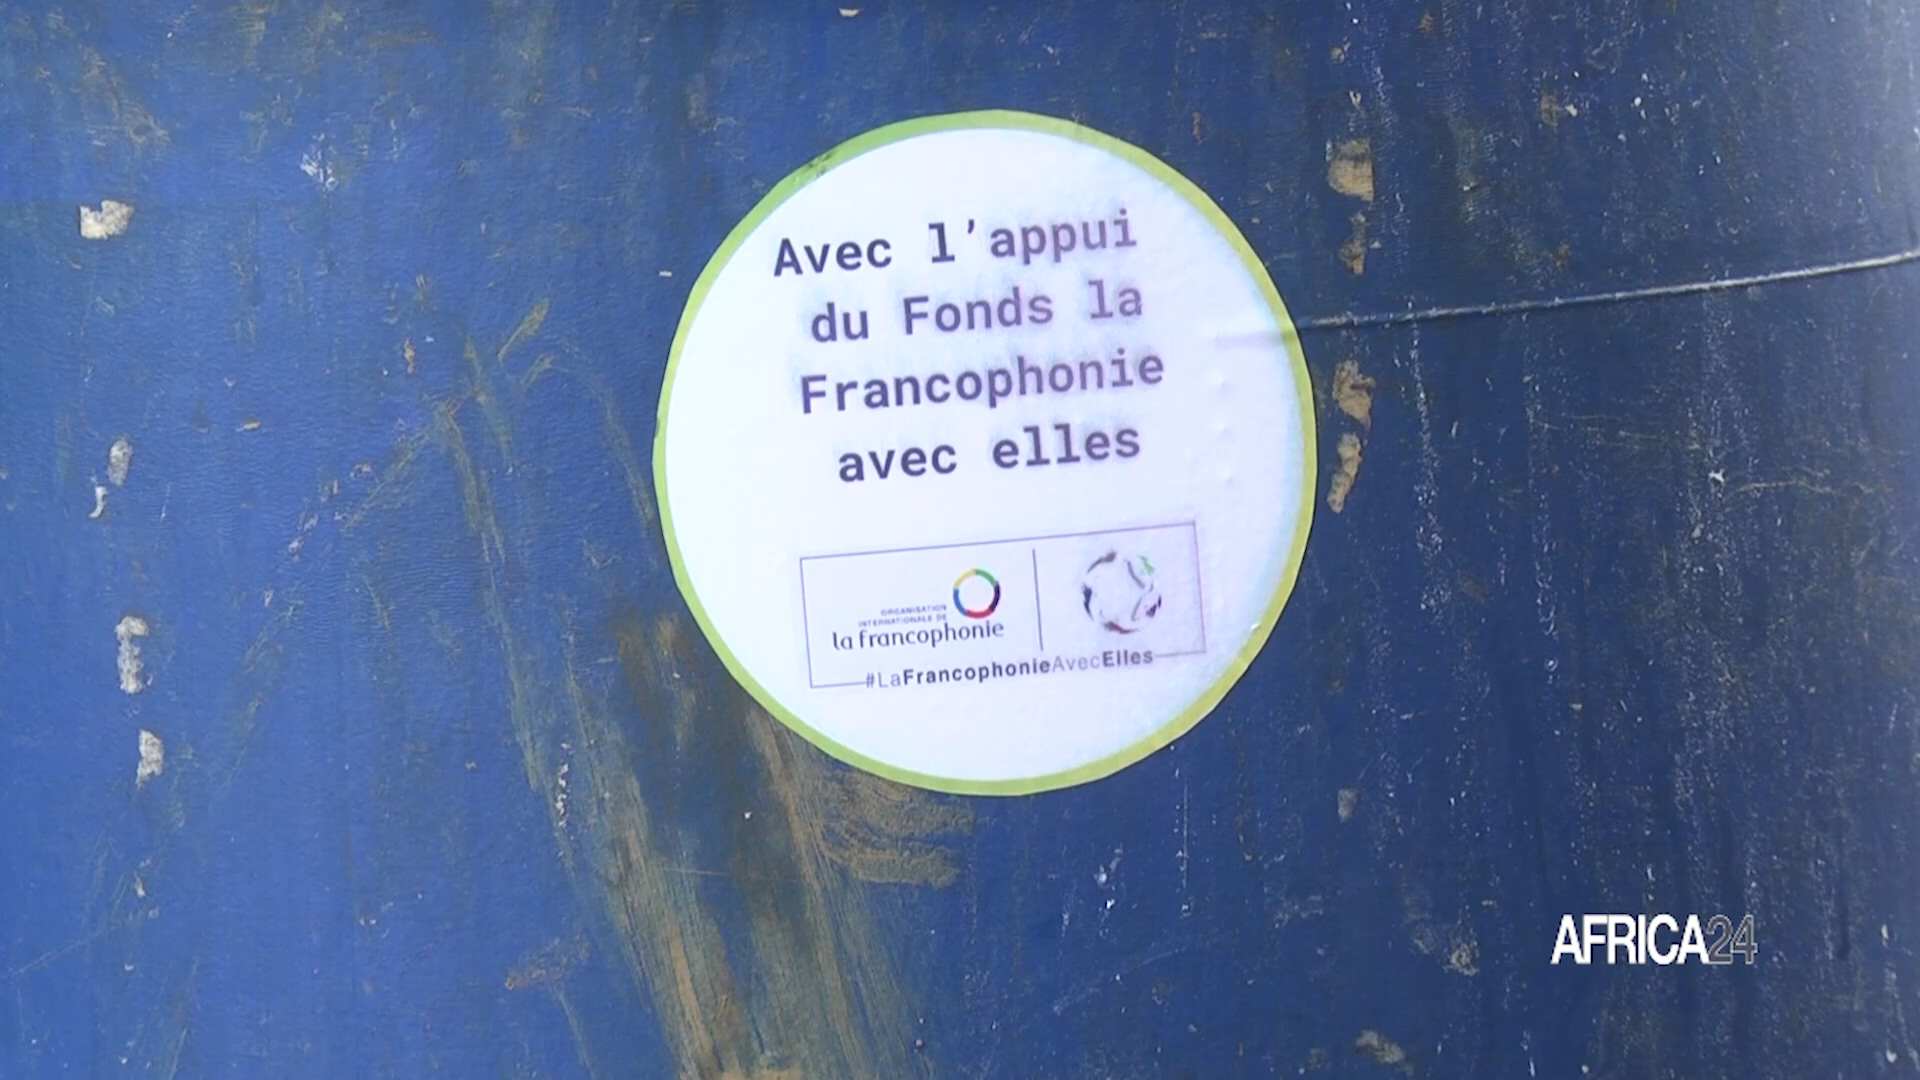 Avec l'appui
du Fonds la
Francophonie
avec elles
ORGANISATION
INTERNATIONALE DE
la francophonie
#LaFrancophonieAvecElles
AFRICA24